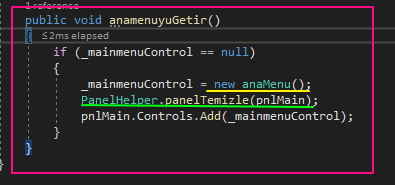 1 reference
public void anamenuyuGetir()
{ ≤2ms elapsed
if (_mainmenuControl == null)
{
_mainmenuControl = new anaMenu();
PanelHelper.panelTemizle(pnlMain);
pnlMain.Controls.Add(_mainmenuControl);
}
}
}